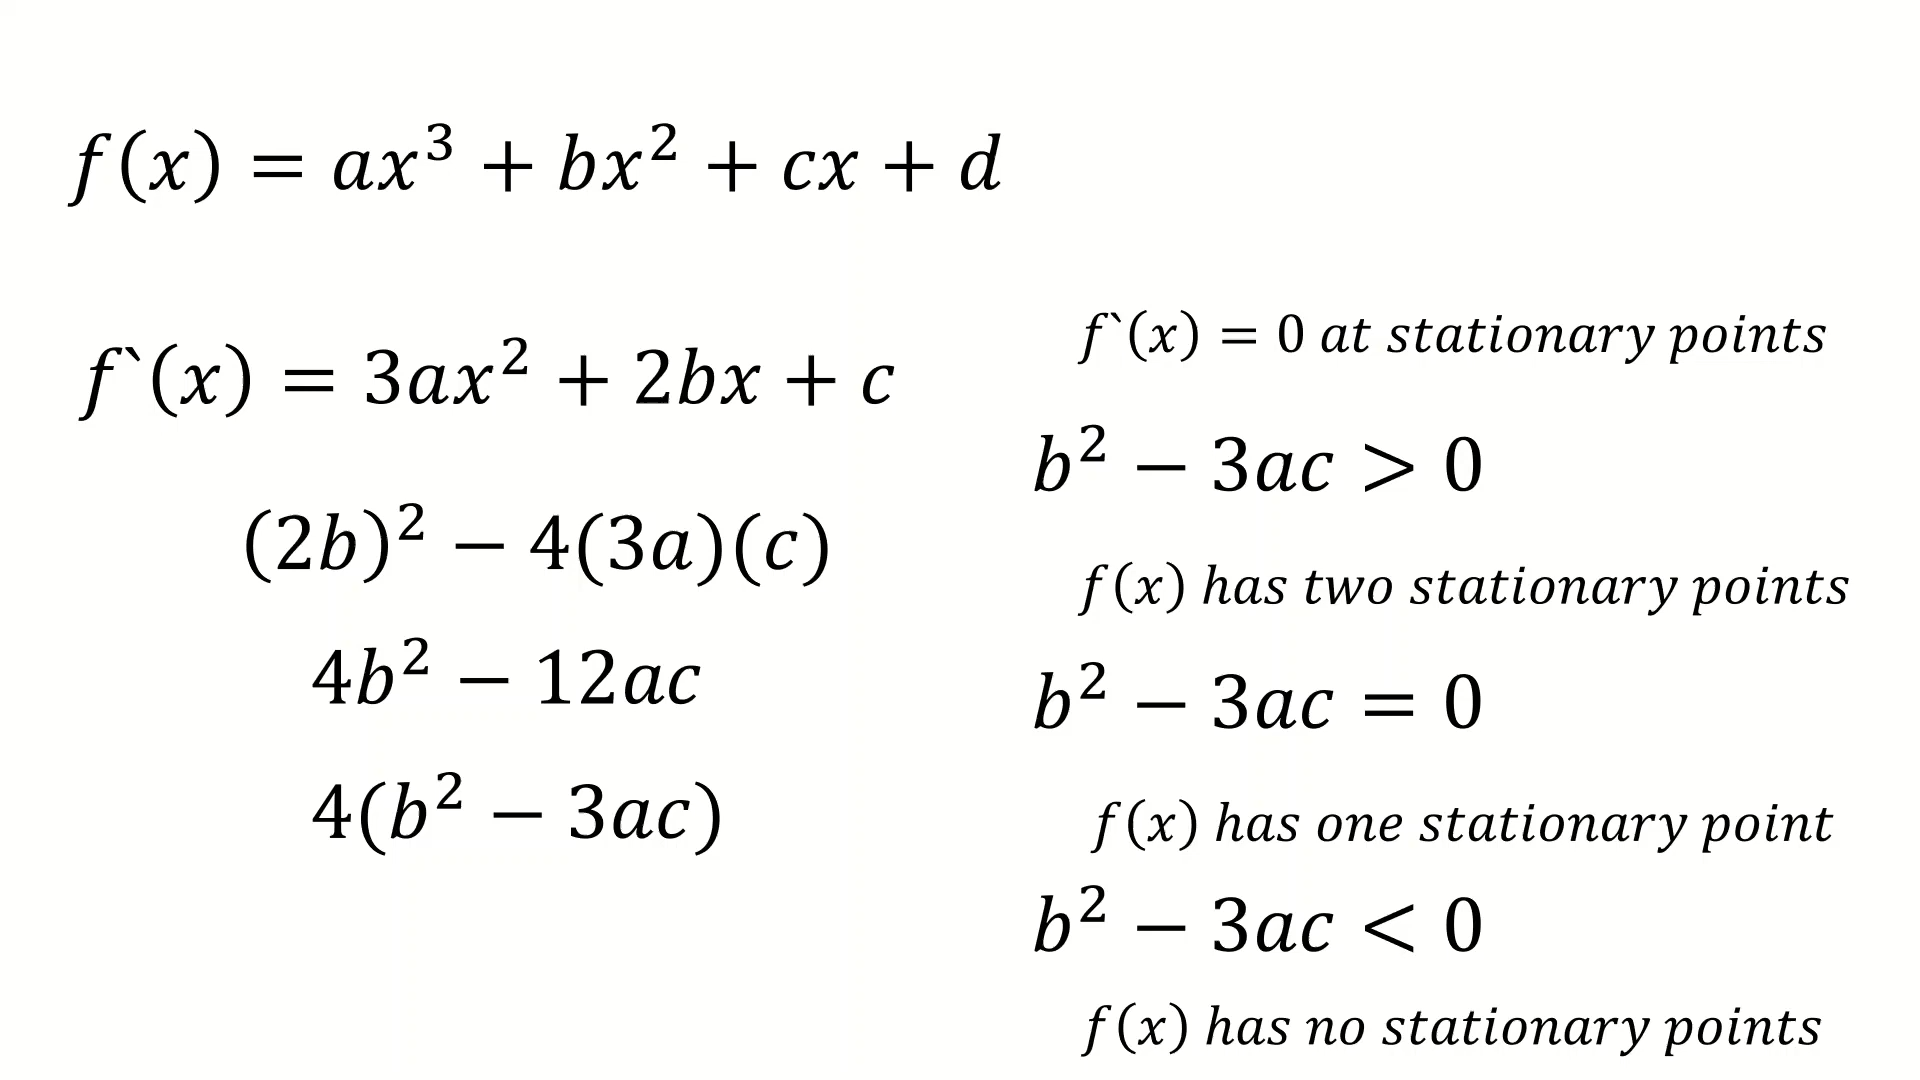 f(x) = ax³ + bx² + cx + d
f`(x) = 3ax² + 2bx + c
(2b)² − 4(3a)(c)
4b² − 12ac
4(b² − 3ac)
f`(x) = 0 at stationary points
b² − 3ac > 0
f(x) has two stationary points
b² − 3ac = 0
f(x) has one stationary point
b² − 3ac < 0
f(x) has no stationary points